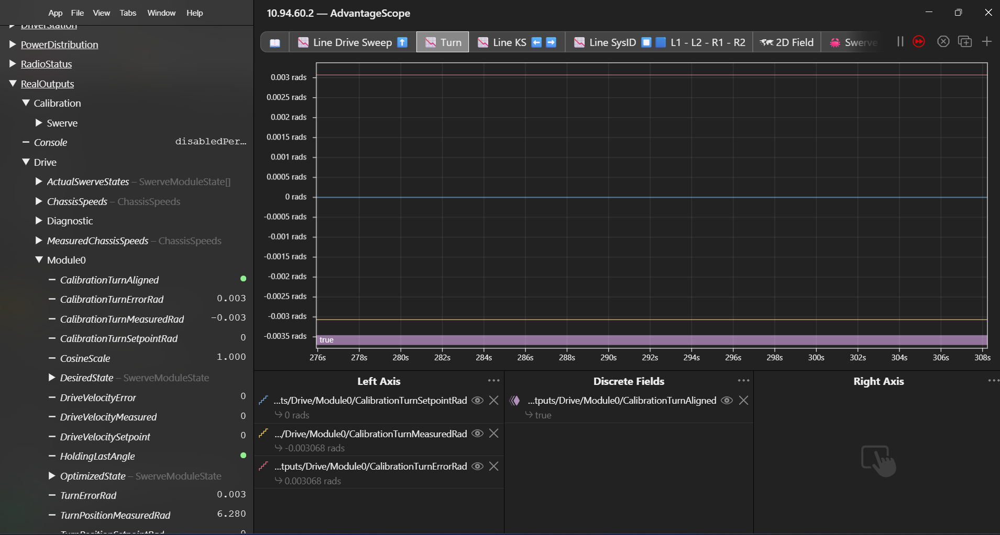 App File View Tabs Window Help
10.94.60.2 — AdvantageScope
DriverStation
PowerDistribution
RadioStatus
RealOutputs
Calibration
Swerve
Console disabledPer...
Drive
ActualSwerveStates – SwerveModuleState[]
ChassisSpeeds – ChassisSpeeds
Diagnostic
MeasuredChassisSpeeds – ChassisSpeeds
Module0
CalibrationTurnAligned
CalibrationTurnErrorRad 0.003
CalibrationTurnMeasuredRad -0.003
CalibrationTurnSetpointRad 0
CosineScale 1.000
DesiredState – SwerveModuleState
DriveVelocityError 0
DriveVelocityMeasured 0
DriveVelocitySetpoint 0
HoldingLastAngle
OptimizedState – SwerveModuleState
TurnErrorRad 0.003
TurnPositionMeasuredRad 6.280
TurnPositionSetpointRad 0
Line Drive Sweep ⬆️ Turn Line KS ⬅️ ➡️ Line SysID L1 - L2 - R1 - R2 2D Field Swerve
0.003 rads
0.0025 rads
0.002 rads
0.0015 rads
0.001 rads
0.0005 rads
0 rads
-0.0005 rads
-0.001 rads
-0.0015 rads
-0.002 rads
-0.0025 rads
-0.003 rads
-0.0035 rads
true
276s 278s 280s 282s 284s 286s 288s 290s 292s 294s 296s 298s 300s 302s 304s 306s 308s
Left Axis
...ts/Drive/Module0/CalibrationTurnSetpointRad
0 rads
.../Drive/Module0/CalibrationTurnMeasuredRad
-0.003068 rads
...tputs/Drive/Module0/CalibrationTurnErrorRad
0.003068 rads
Discrete Fields
...tputs/Drive/Module0/CalibrationTurnAligned
true
Right Axis